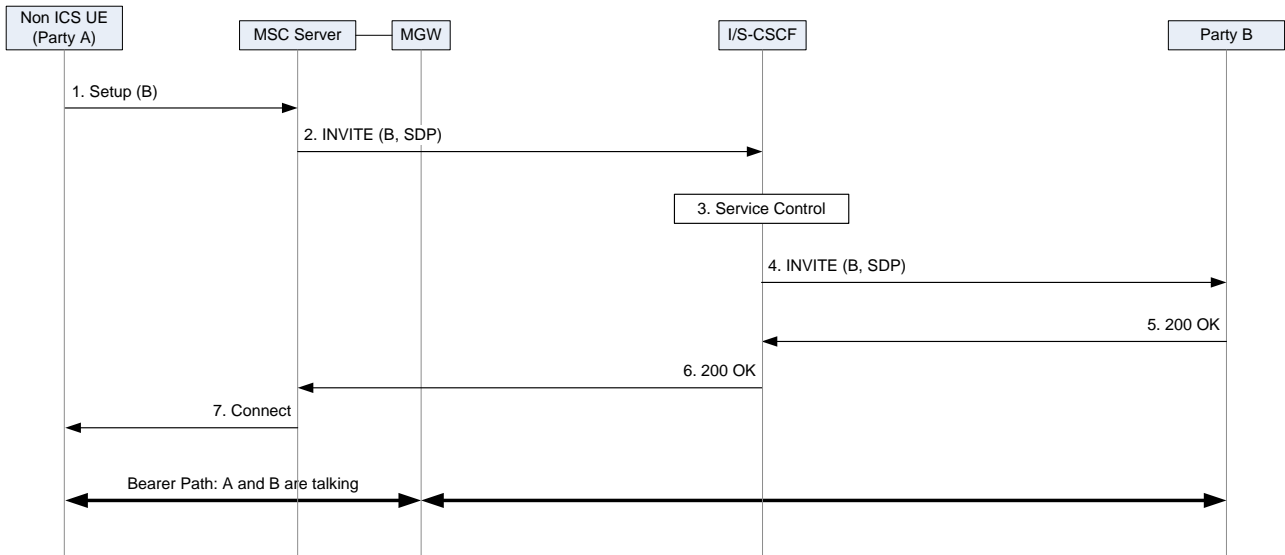 Non ICS UE
(Party A)
MSC Server
MGW
I/S-CSCF
Party B
1. Setup (B)
2. INVITE (B, SDP)
3. Service Control
4. INVITE (B, SDP)
5. 200 OK
6. 200 OK
7. Connect
Bearer Path: A and B are talking